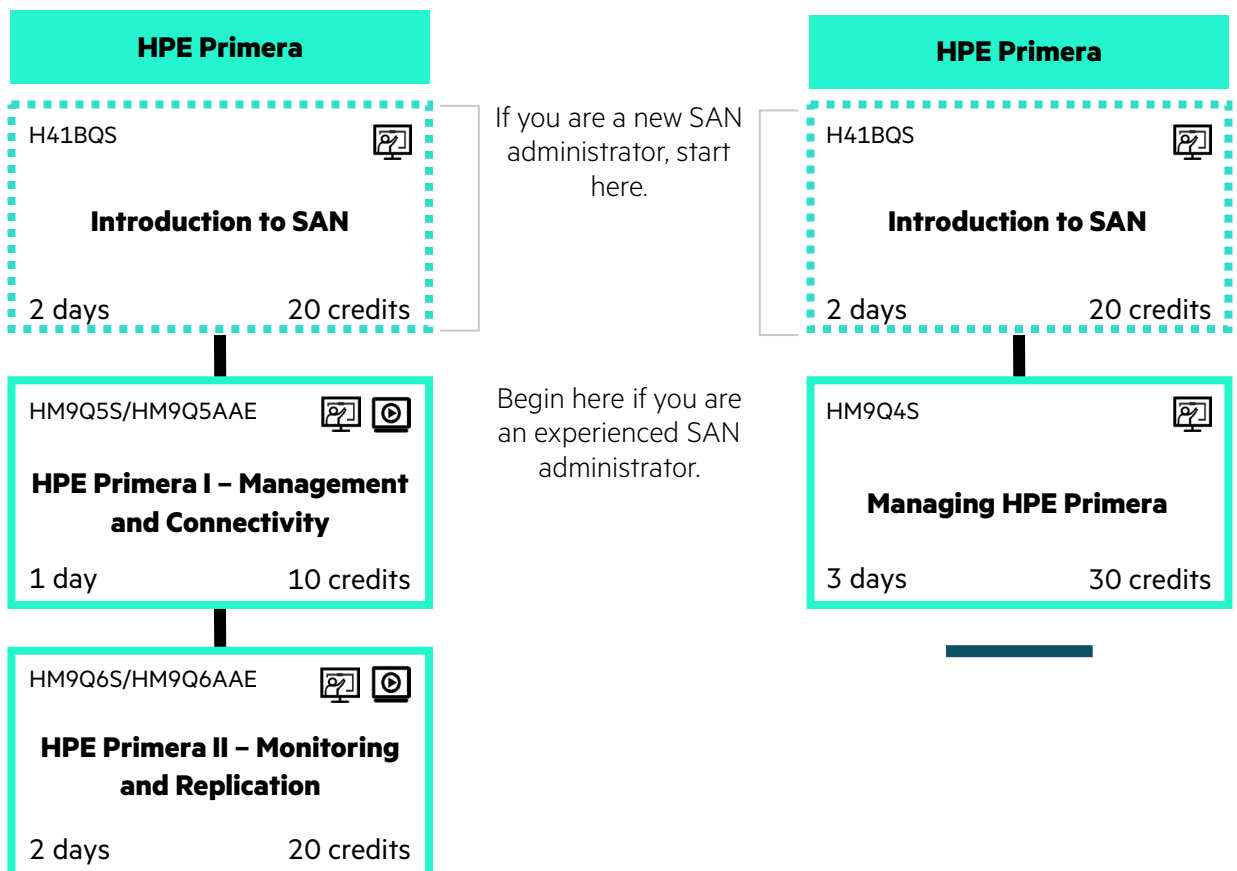 HPE Primera
H41BQS
Introduction to SAN
2 days 20 credits
HM9Q5S/HM9Q5AAE
HPE Primera I – Management
and Connectivity
1 day 10 credits
HM9Q6S/HM9Q6AAE
HPE Primera II – Monitoring
and Replication
2 days 20 credits
If you are a new SAN
administrator, start
here.
Begin here if you are
an experienced SAN
administrator.
HPE Primera
H41BQS
Introduction to SAN
2 days 20 credits
HM9Q4S
Managing HPE Primera
3 days 30 credits